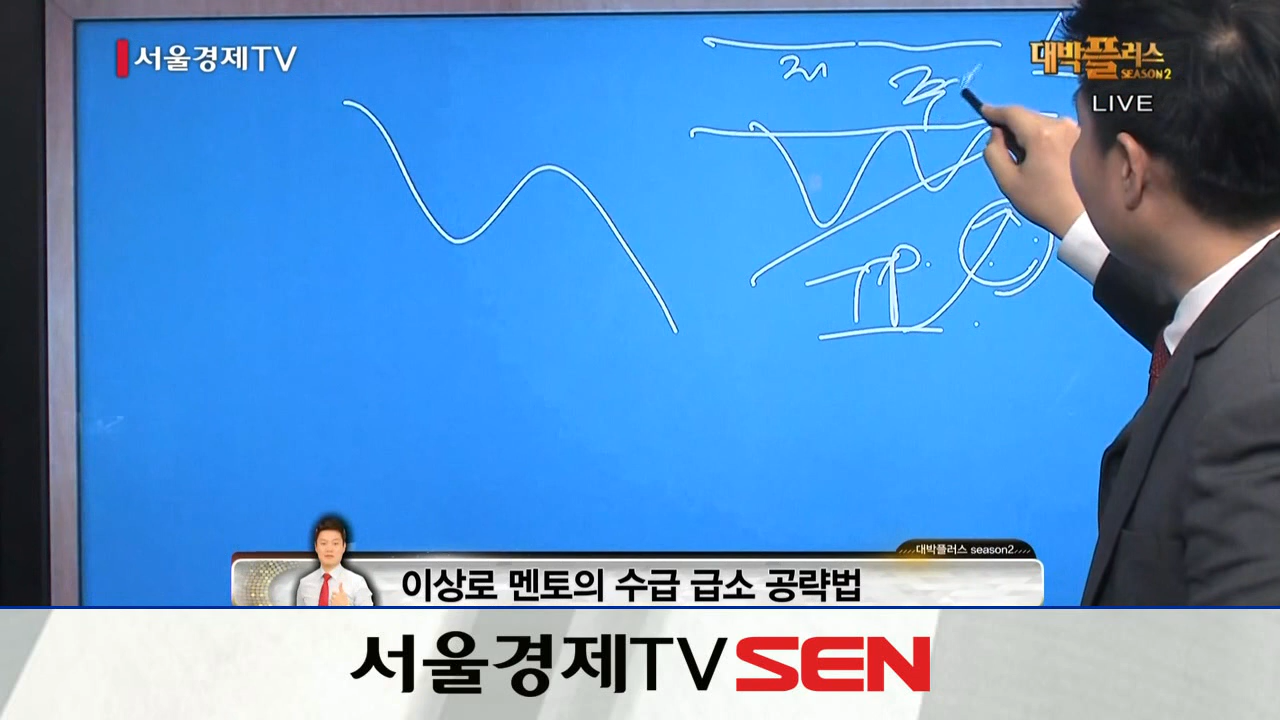 서울경제TV
대박플러스
SEASON2
LIVE
대박플러스 season2
이상로 멘토의 수급 급소 공략법
서울경제TV SEN